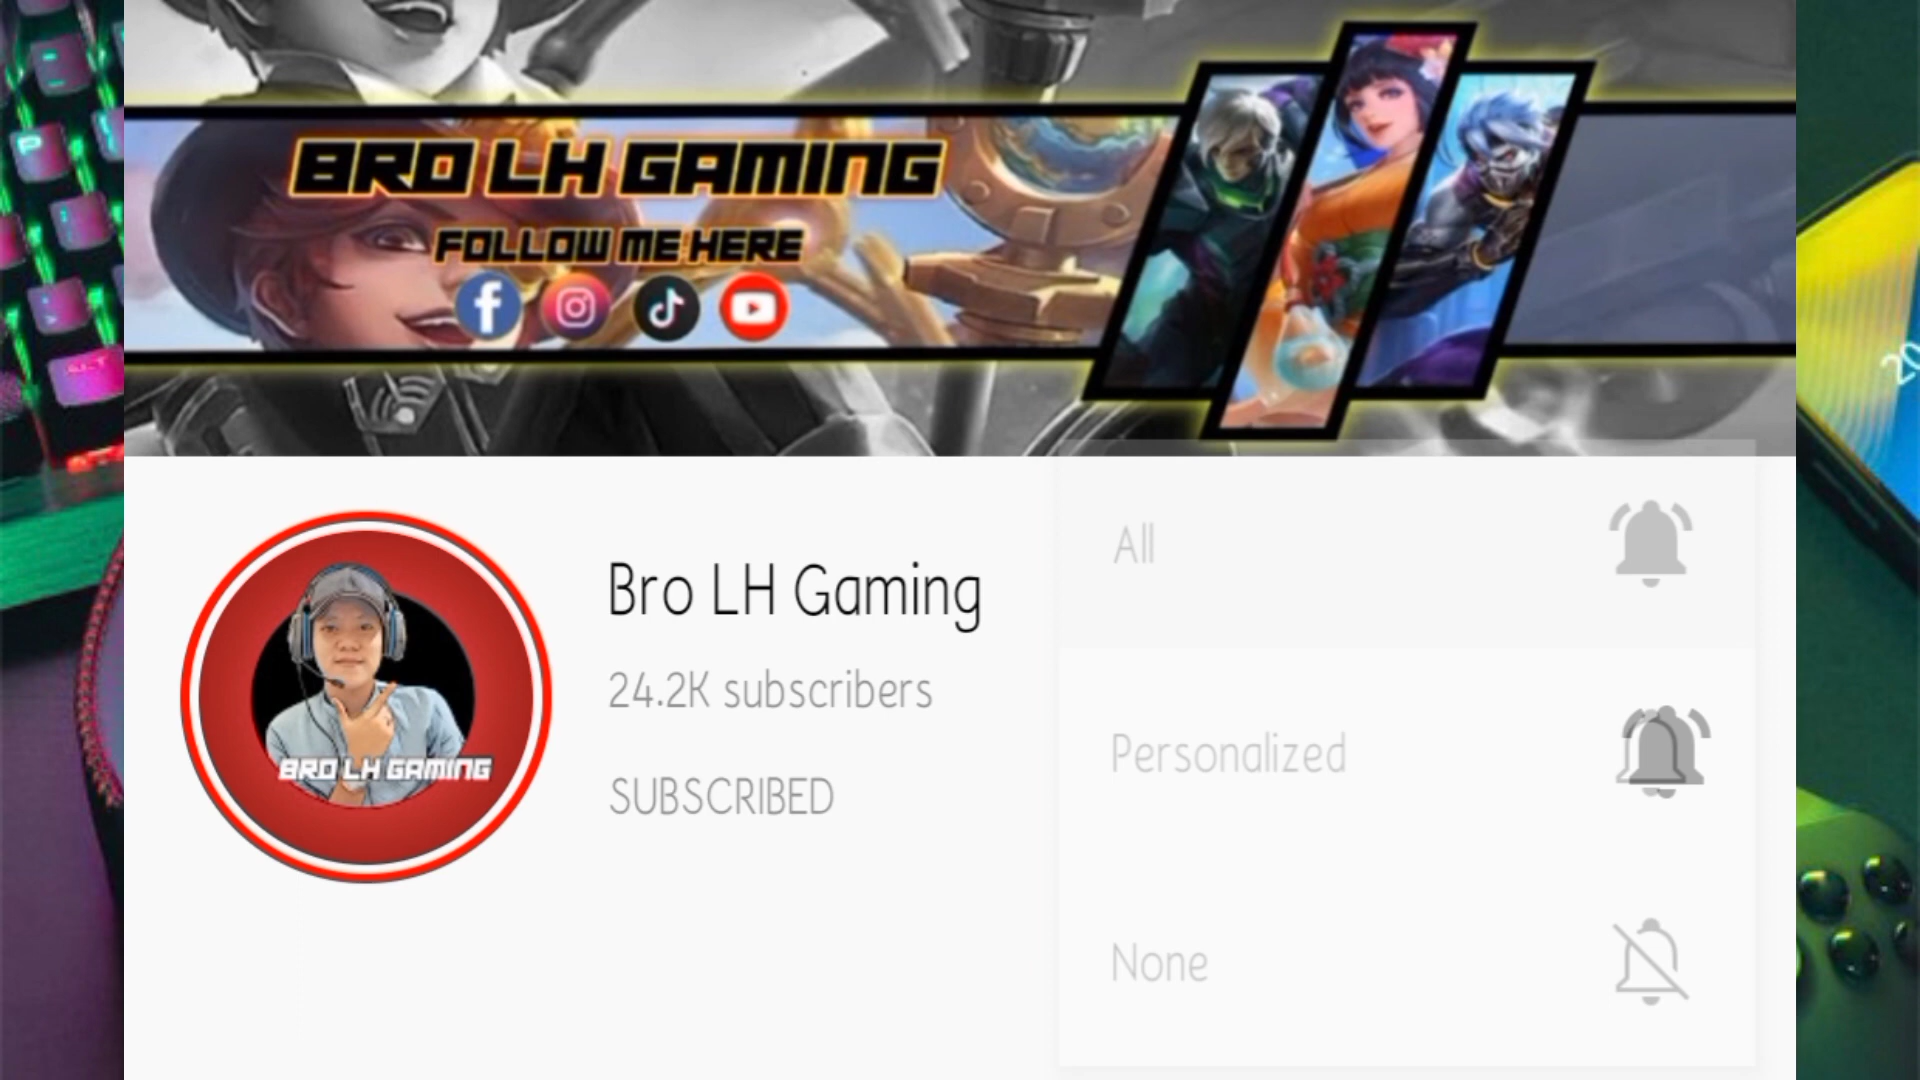 BRO LH GAMING
FOLLOW ME HERE
All
Bro LH Gaming
24.2K subscribers
Personalized
SUBSCRIBED
BRO LH GAMING
None
P
20